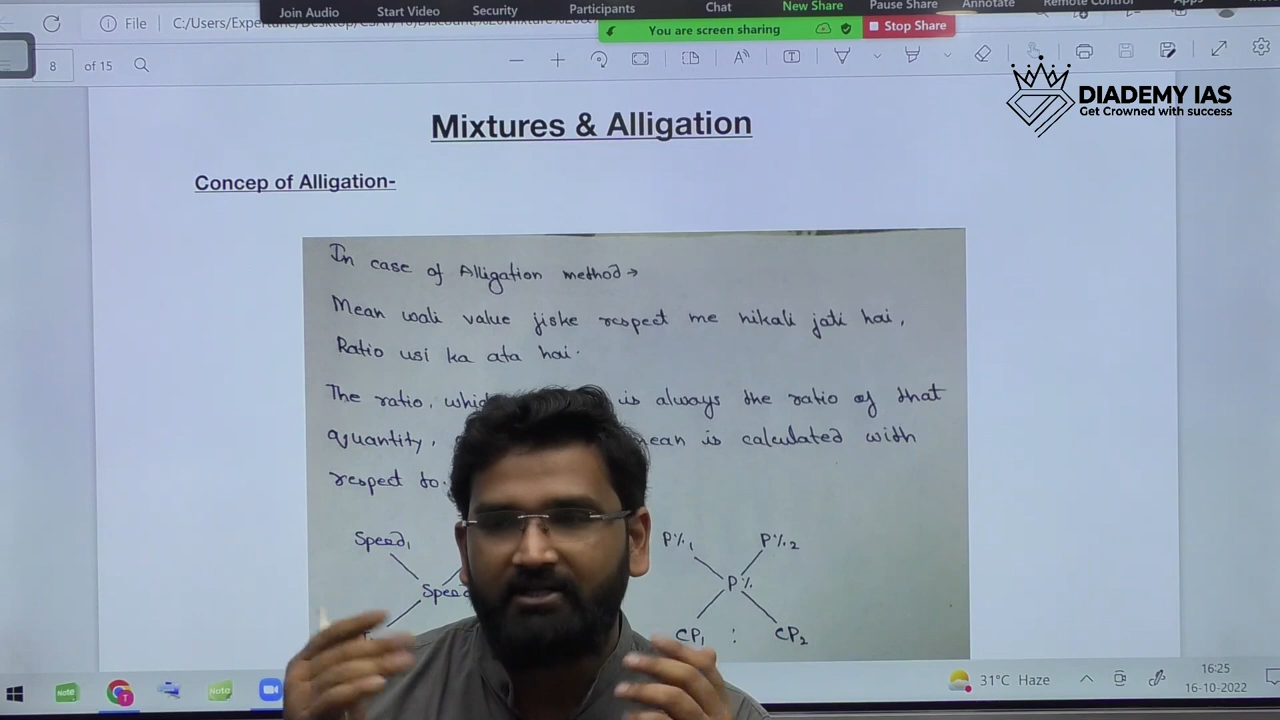 Join Audio Start Video Security Participants Chat New Share Pause Share Annotate Remote Control Apps
File
You are screen sharing Stop Share
8 of 15
DIADEMY IAS
Get Crowned with success
Mixtures & Alligation
Concep of Alligation-
In case of Alligation method →
Mean wali value jiske respect me nikali jati hai,
Ratio usi ka ata hai.
The ratio, is always the ratio of that
quantity, mean is calculated with
respect to.
Speed₁ P%₁ P%₂
Speed P%
CP₁ : CP₂
Note Note
31°C Haze
16:25
16-10-2022